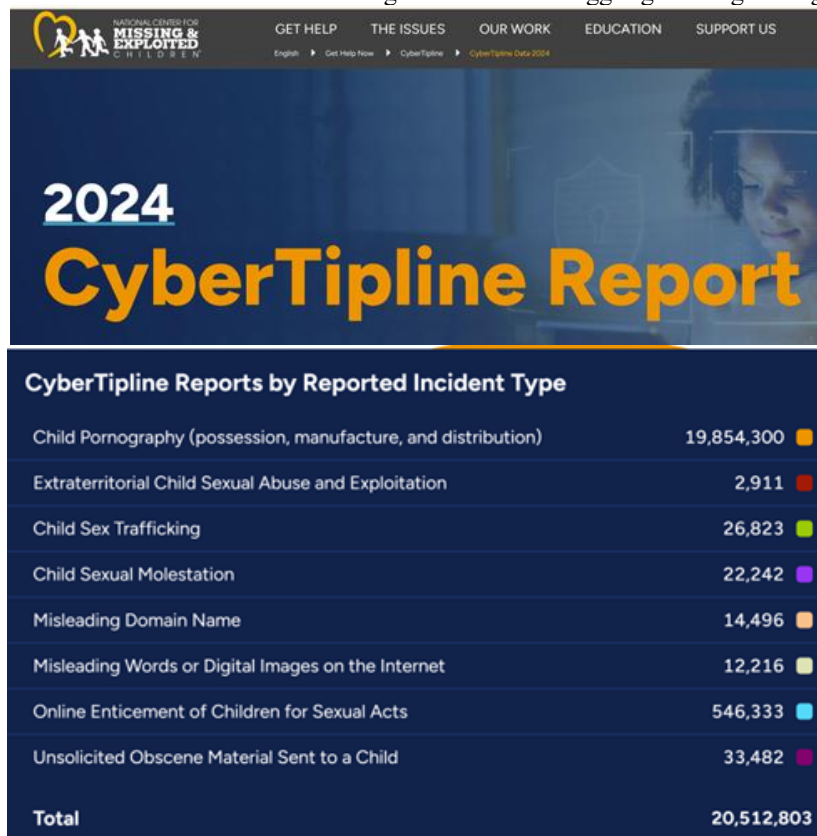 NATIONAL CENTER FOR
MISSING &
EXPLOITED
CHILDREN
GET HELP THE ISSUES OUR WORK EDUCATION SUPPORT US
English Get Help Now CyberTipline CyberTipline Data 2024
2024
CyberTipline Report
CyberTipline Reports by Reported Incident Type
Child Pornography (possession, manufacture, and distribution) 19,854,300
Extraterritorial Child Sexual Abuse and Exploitation 2,911
Child Sex Trafficking 26,823
Child Sexual Molestation 22,242
Misleading Domain Name 14,496
Misleading Words or Digital Images on the Internet 12,216
Online Enticement of Children for Sexual Acts 546,333
Unsolicited Obscene Material Sent to a Child 33,482
Total 20,512,803